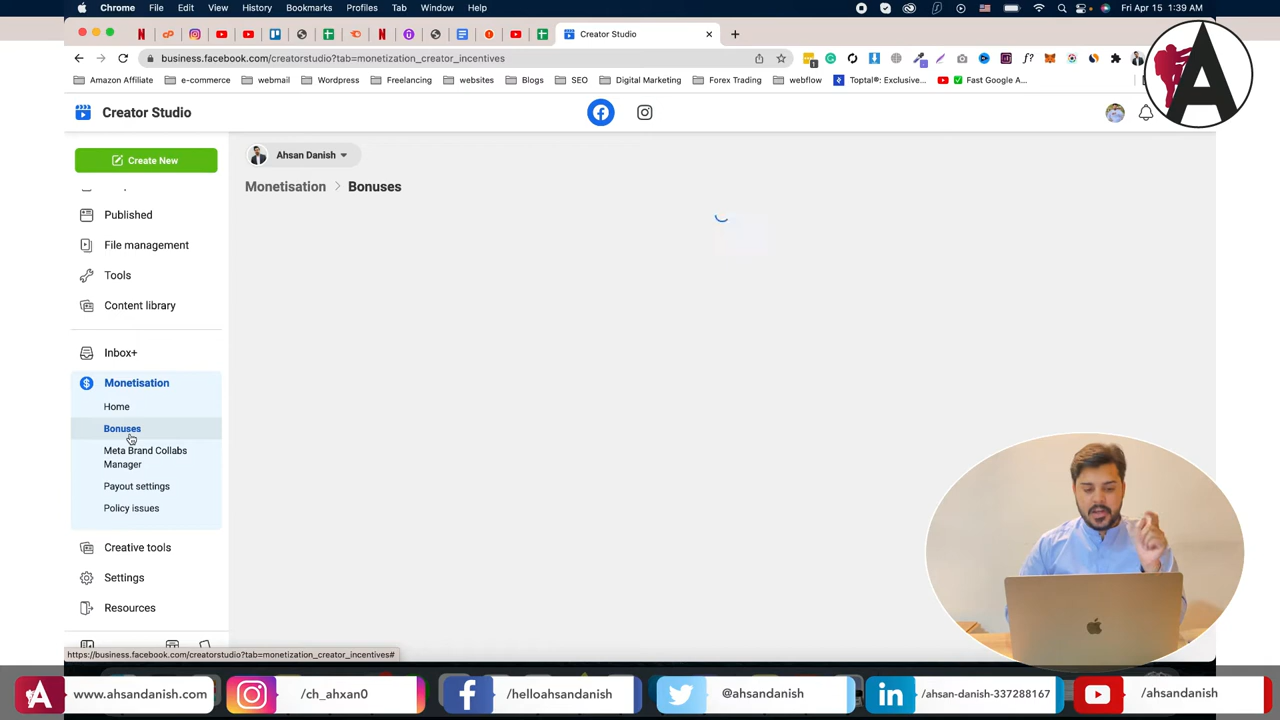 Chrome File Edit View History Bookmarks Profiles Tab Window Help
Fri Apr 15 1:39 AM
Creator Studio
business.facebook.com/creatorstudio?tab=monetization_creator_incentives
Amazon Affiliate e-commerce webmail Wordpress Freelancing websites Blogs SEO Digital Marketing Forex Trading webflow Toptal®: Exclusive... Fast Google A...
A
Creator Studio
Create New
Ahsan Danish
Monetisation > Bonuses
Published
File management
Tools
Content library
Inbox+
Monetisation
Home
Bonuses
Meta Brand Collabs
Manager
Payout settings
Policy issues
Creative tools
Settings
Resources
https://business.facebook.com/creatorstudio?tab=monetization_creator_incentives#
www.ahsandanish.com
/ch_ahxan0
/helloahsandanish
@ahsandanish
/ahsan-danish-337288167
/ahsandanish